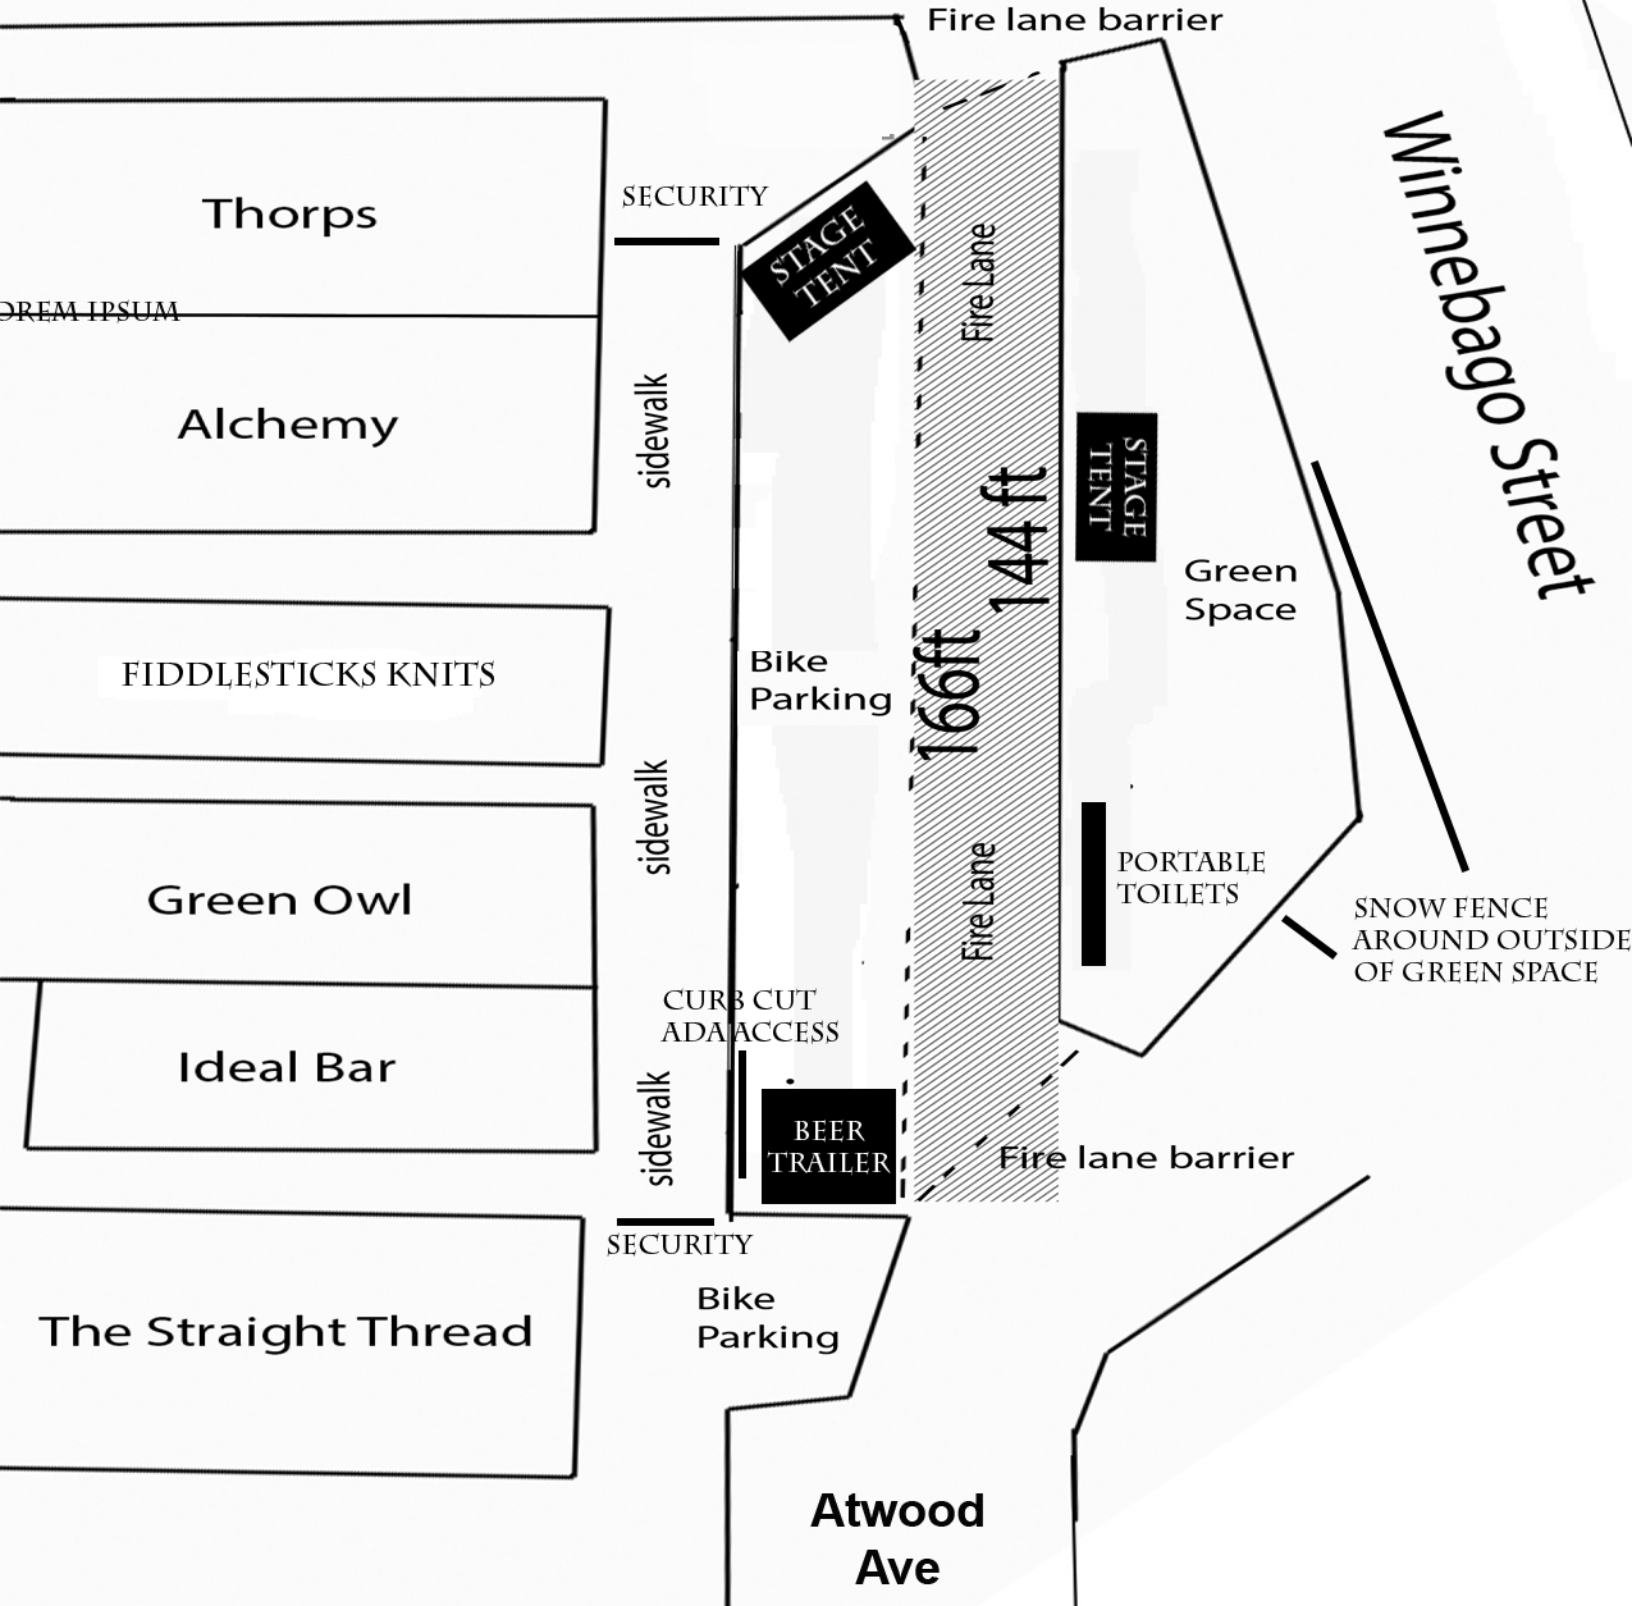 Fire lane barrier
Thorps
SECURITY
STAGE
TENT
Fire Lane
Winnebago Street
OREM IPSUM
Alchemy
sidewalk
144 ft
STAGE
TENT
Green
Space
FIDDLESTICKS KNITS
Bike
Parking
166ft
sidewalk
Fire Lane
Green Owl
PORTABLE
TOILETS
SNOW FENCE
AROUND OUTSIDE
OF GREEN SPACE
CURB CUT
ADA ACCESS
Ideal Bar
sidewalk
BEER
TRAILER
Fire lane barrier
SECURITY
Bike
Parking
The Straight Thread
Atwood
Ave